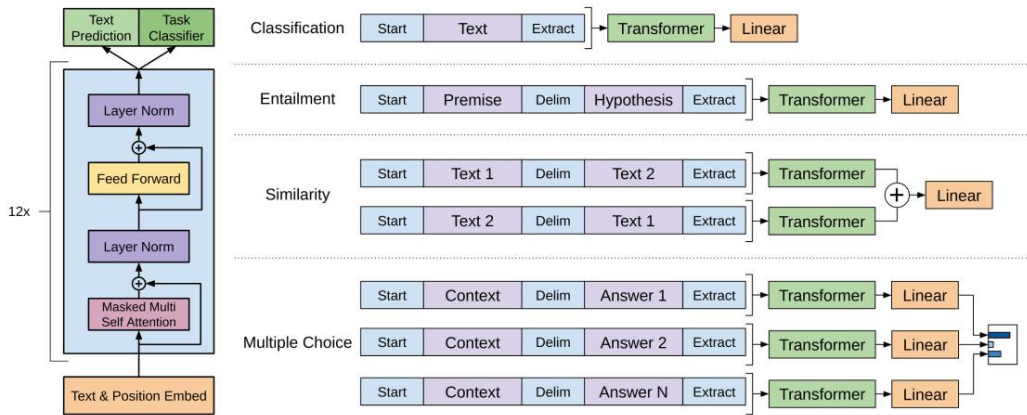 Text Prediction
Task Classifier
Layer Norm
+
Feed Forward
12x
Layer Norm
+
Masked Multi
Self Attention
Text & Position Embed
Classification
Start Text Extract Transformer Linear
Entailment
Start Premise Delim Hypothesis Extract Transformer Linear
Similarity
Start Text 1 Delim Text 2 Extract Transformer
+ Linear
Start Text 2 Delim Text 1 Extract Transformer
Multiple Choice
Start Context Delim Answer 1 Extract Transformer Linear
Start Context Delim Answer 2 Extract Transformer Linear
Start Context Delim Answer N Extract Transformer Linear